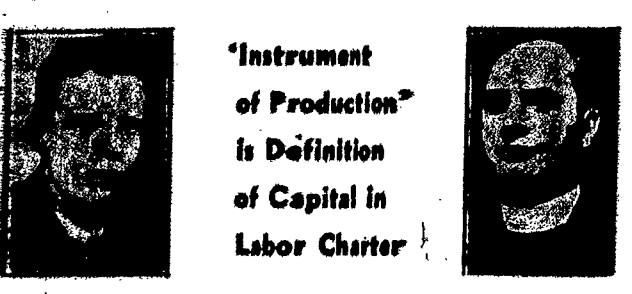 "Instrument
of Production"
is Definition
of Capital in
Labor Charter